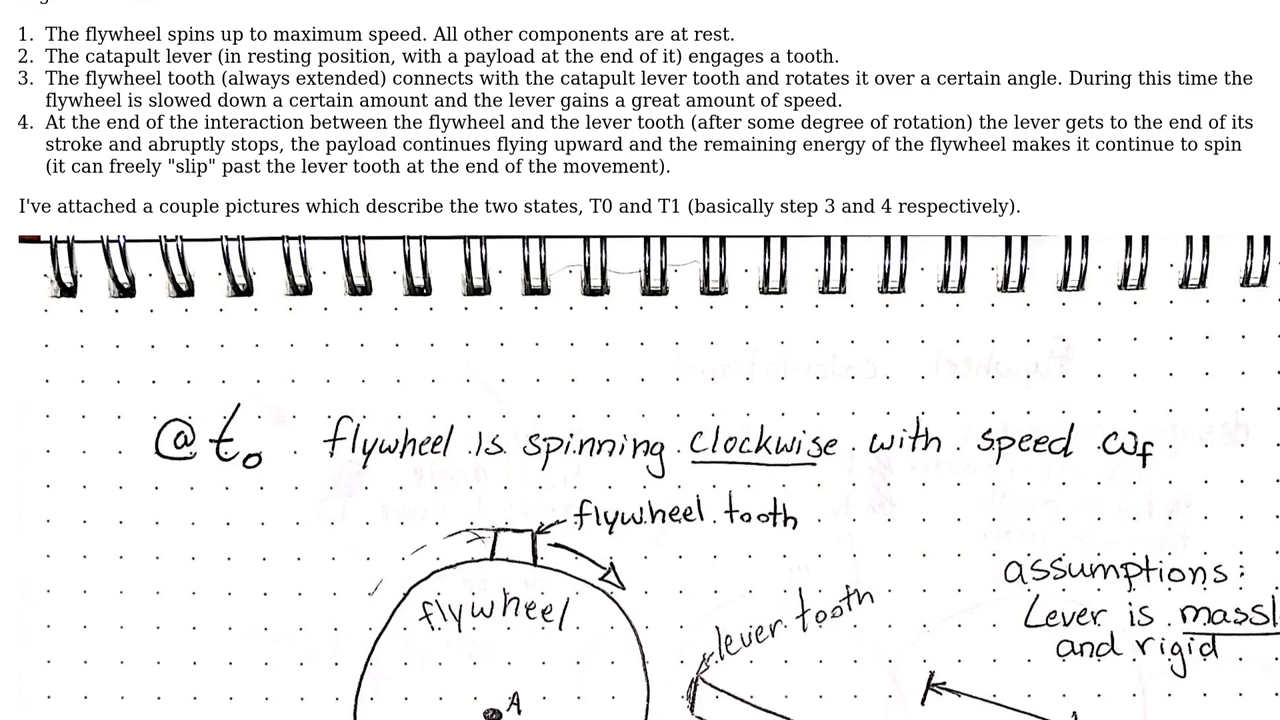 1. The flywheel spins up to maximum speed. All other components are at rest.
2. The catapult lever (in resting position, with a payload at the end of it) engages a tooth.
3. The flywheel tooth (always extended) connects with the catapult lever tooth and rotates it over a certain angle. During this time the
flywheel is slowed down a certain amount and the lever gains a great amount of speed.
4. At the end of the interaction between the flywheel and the lever tooth (after some degree of rotation) the lever gets to the end of its
stroke and abruptly stops, the payload continues flying upward and the remaining energy of the flywheel makes it continue to spin
(it can freely "slip" past the lever tooth at the end of the movement).
I've attached a couple pictures which describe the two states, T0 and T1 (basically step 3 and 4 respectively).
@ t₀ flywheel is spinning clockwise with speed ωf
flywheel tooth
assumptions:
Lever is massl
and rigid
flywheel
lever tooth
A